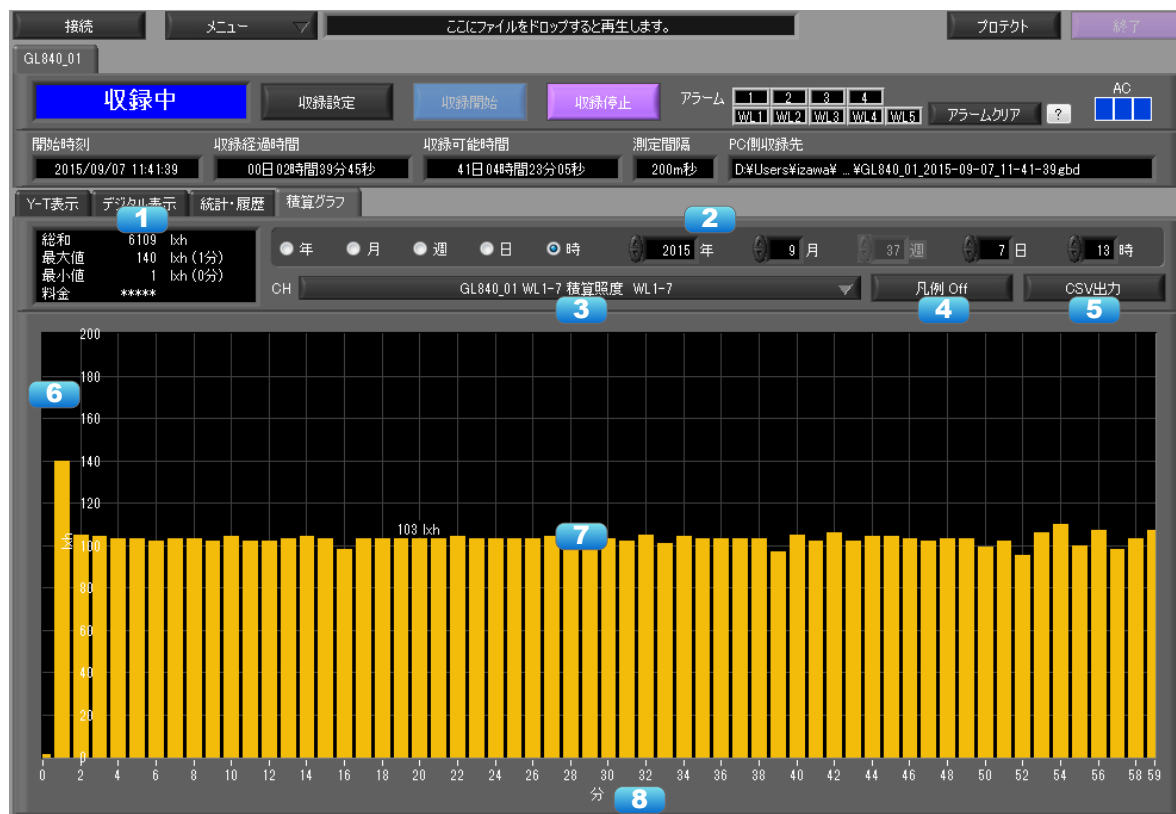 接続 メニュー ここにファイルをドロップすると再生します。 プロテクト 終了
GL840_01
収録中 収録設定 収録開始 収録停止 アラーム 1 2 3 4 WL1 WL2 WL3 WL4 WL5 アラームクリア ? AC
開始時刻 収録経過時間 収録可能時間 測定間隔 PC側収録先
2015/09/07 11:41:39 00日02時間39分45秒 41日04時間23分05秒 200m秒 D:¥Users¥izawa¥ ... ¥GL840_01_2015-09-07_11-41-39.gbd
Y-T表示 デジタル表示 統計・履歴 積算グラフ
1 2
総和 6109 lxh
最大値 140 lxh (1分)
最小値 1 lxh (0分)
料金 *****
年 月 週 日 時 2015 年 9 月 37 週 7 日 13 時
CH GL840_01 WL1-7 積算照度 WL1-7 凡例 Off CSV出力
3 4 5
200
180
6
160
140
120
103 lxh
7
lxh
100
80
60
40
20
0
0 2 4 6 8 10 12 14 16 18 20 22 24 26 28 30 32 34 36 38 40 42 44 46 48 50 52 54 56 58 59
分 8